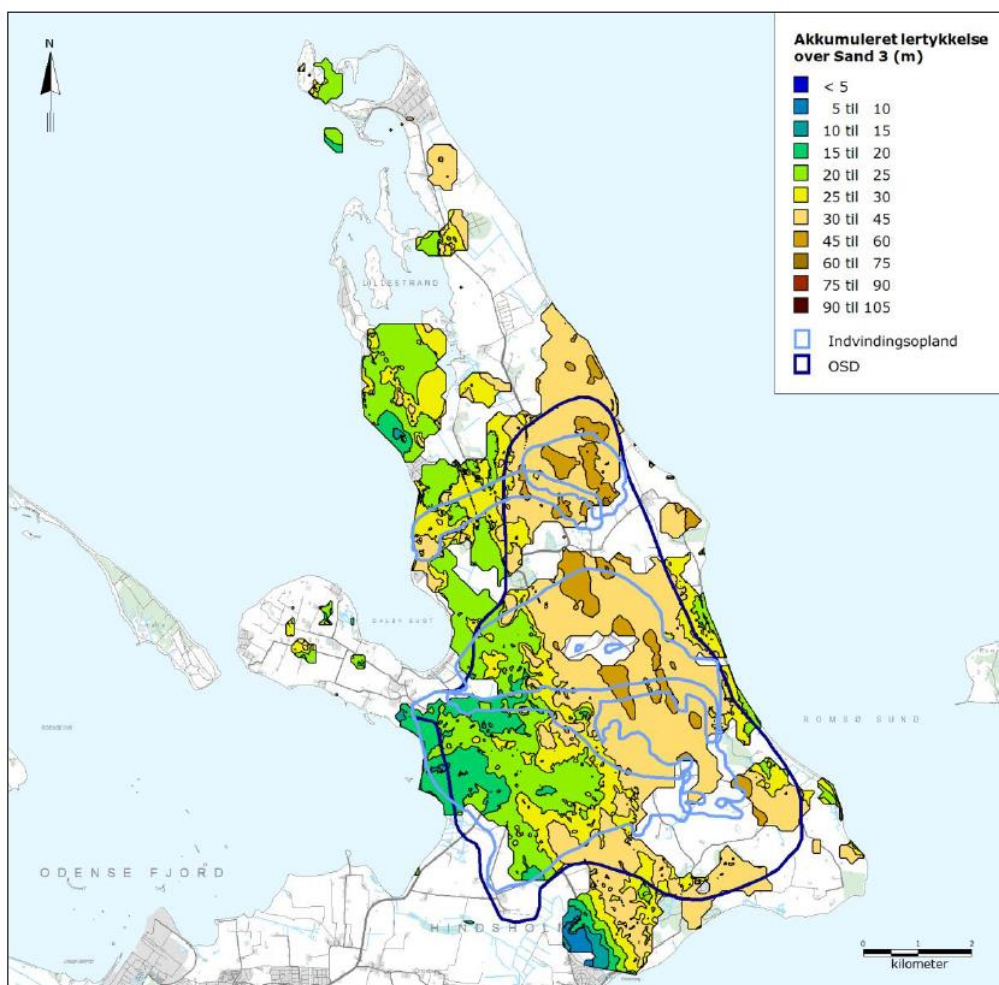 N
Akkumuleret lertykkelse
over Sand 3 (m)
< 5
5 til 10
10 til 15
15 til 20
20 til 25
25 til 30
30 til 45
45 til 60
60 til 75
75 til 90
90 til 105
Indvindingsopland
OSD
LILLESTRAND
DALBY BUGT
ROMSØ SUND
ODENSE FJORD
HINDSHOLM
0 1 2
kilometer